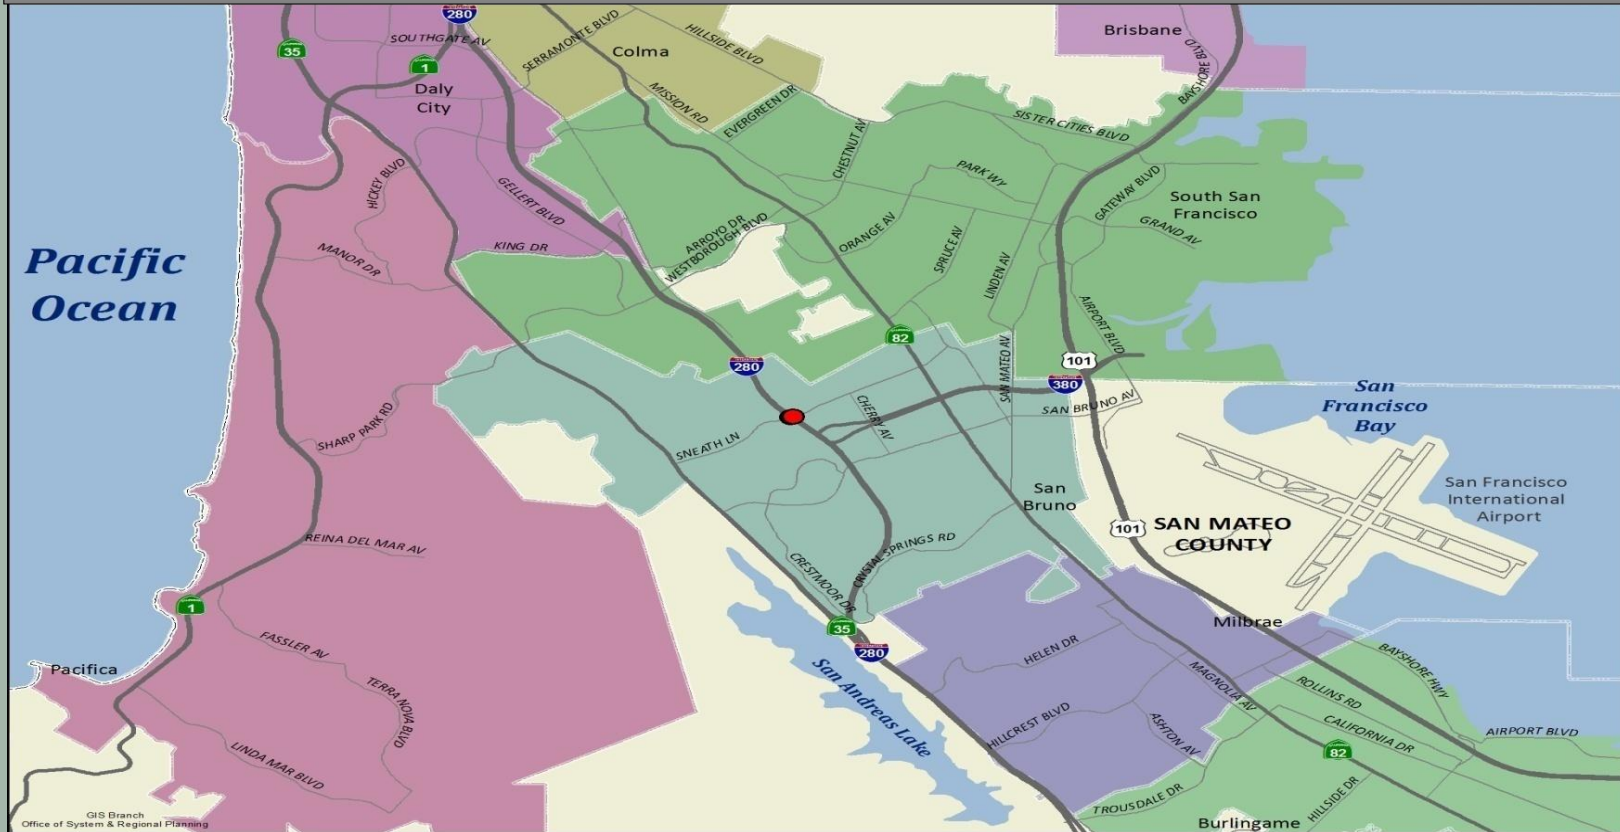 280
35
SOUTHGATE AV
1
Daly
City
SERRAMONTE BLVD
Colma
HILLSIDE BLVD
MISSION RD
EVERGREEN DR
Brisbane
BAYSHORE BLVD
BLVD
SISTER CITIES BLVD
CHESTNUT AV
PARK WY
HICKEY BLVD
GELLERT BLVD
KING DR
MANOR DR
ARROYO DR
WESTBOROUGH BLVD
ORANGE AV
SPRUCE AV
LINDEN AV
GATEWAY BLVD
GRAND AV
South San
Francisco
AIRPORT BLVD
Pacific
Ocean
82
280
SAN MATEO AV
101
380
SAN BRUNO AV
CHERRY AV
San
Francisco
Bay
SHARP PARK RD
SNEATH LN
San
Bruno
San Francisco
International
Airport
101
SAN MATEO
COUNTY
REINA DEL MAR AV
CRYSTAL SPRINGS RD
CRESTMOOR DR
1
35
280
Milbrae
FASSLER AV
Pacifica
TERRA NOVA BLVD
LINDA MAR BLVD
San Andreas Lake
HELEN DR
HILLCREST BLVD
MAGNOLIA AV
ASHTON AV
ROLLINS RD
BAYSHORE HWY
CALIFORNIA DR
AIRPORT BLVD
82
TROUSDALE DR
HILLSIDE DR
Burlingame
GIS Branch
Office of System & Regional Planning